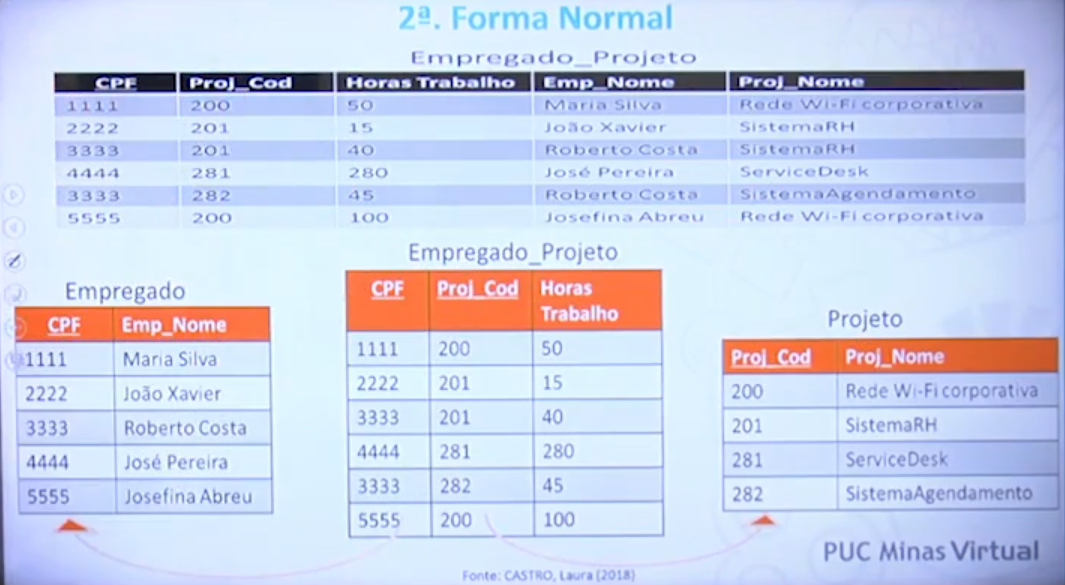 2ª. Forma Normal
Empregado_Projeto
CPF Proj_Cod Horas Trabalho Emp_Nome Proj_Nome
1111 200 50 Maria Silva Rede Wi-Fi corporativa
2222 201 15 João Xavier SistemaRH
3333 201 40 Roberto Costa SistemaRH
4444 281 280 José Pereira ServiceDesk
3333 282 45 Roberto Costa SistemaAgendamento
5555 200 100 Josefina Abreu Rede Wi-Fi corporativa
Empregado
CPF Emp_Nome
1111 Maria Silva
2222 João Xavier
3333 Roberto Costa
4444 José Pereira
5555 Josefina Abreu
Empregado_Projeto
CPF Proj_Cod Horas
Trabalho
1111 200 50
2222 201 15
3333 201 40
4444 281 280
3333 282 45
5555 200 100
Projeto
Proj_Cod Proj_Nome
200 Rede Wi-Fi corporativa
201 SistemaRH
281 ServiceDesk
282 SistemaAgendamento
PUC Minas Virtual
Fonte: CASTRO, Laura (2018)